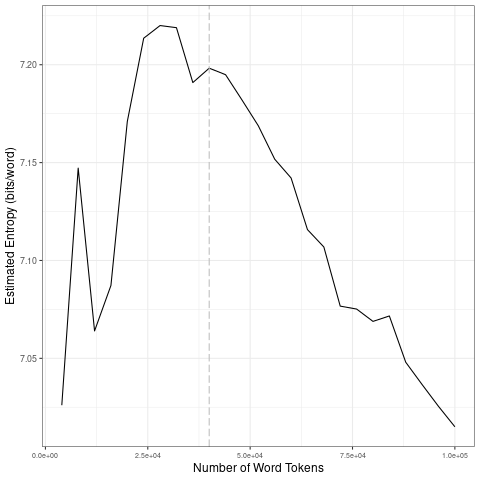 Estimated Entropy (bits/word)
7.20
7.15
7.10
7.05
0.0e+00 2.5e+04 5.0e+04 7.5e+04 1.0e+05
Number of Word Tokens